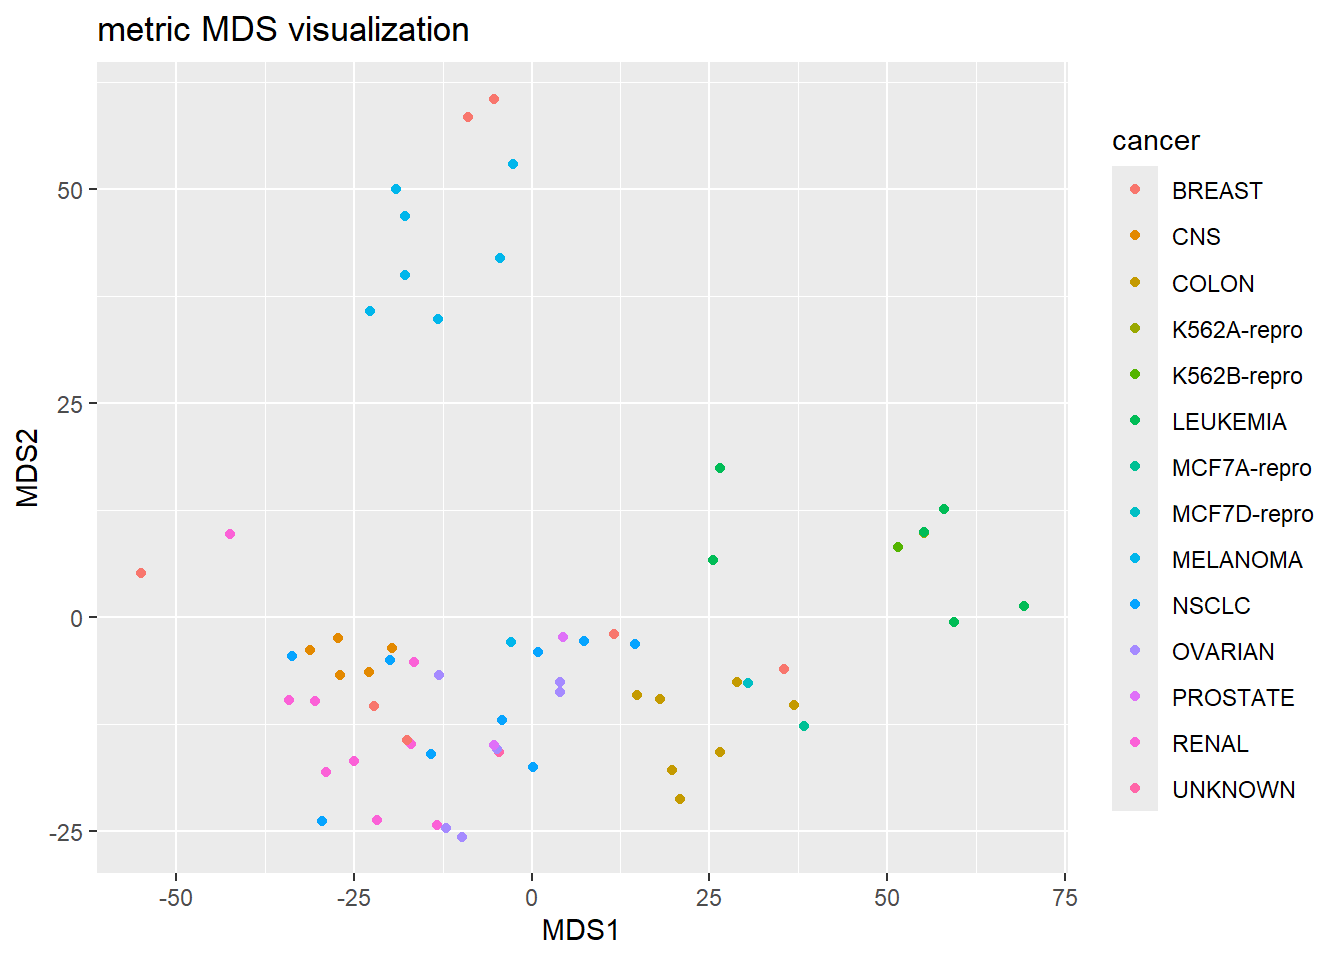 metric MDS visualization
MDS2
50
25
0
-25
-50
-25
0
25
50
75
MDS1
cancer
BREAST
CNS
COLON
K562A-repro
K562B-repro
LEUKEMIA
MCF7A-repro
MCF7D-repro
MELANOMA
NSCLC
OVARIAN
PROSTATE
RENAL
UNKNOWN